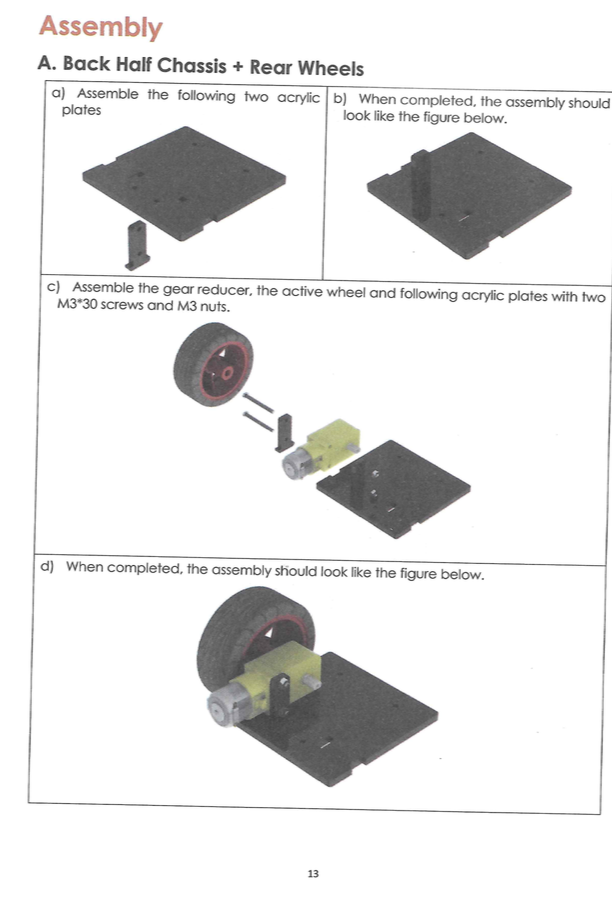 Assembly
A. Back Half Chassis + Rear Wheels
a) Assemble the following two acrylic
plates
b) When completed, the assembly should
look like the figure below.
c) Assemble the gear reducer, the active wheel and following acrylic plates with two
M3*30 screws and M3 nuts.
d) When completed, the assembly should look like the figure below.
13